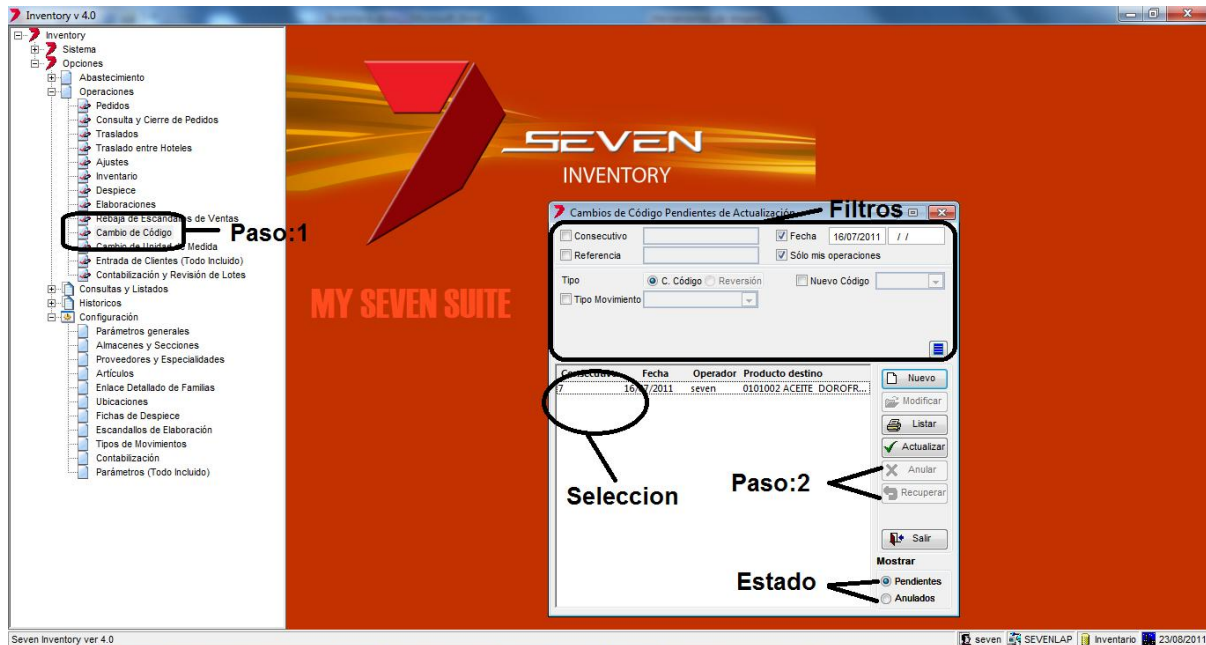 Inventory v 4.0
Inventory
Sistema
Opciones
Abastecimiento
Operaciones
Pedidos
Consulta y Cierre de Pedidos
Traslados
Traslado entre Hoteles
Ajustes
Inventario
Despiece
Elaboraciones
Rebaja de Escandallos de Ventas
Cambio de Código
Cambio de Unidad de Medida
Entrada de Clientes (Todo Incluido)
Contabilización y Revisión de Lotes
Consultas y Listados
Historicos
Configuración
Parámetros generales
Almacenes y Secciones
Proveedores y Especialidades
Artículos
Enlace Detallado de Familias
Ubicaciones
Fichas de Despiece
Escandallos de Elaboración
Tipos de Movimientos
Contabilización
Parámetros (Todo Incluido)
Paso:1
SEVEN
INVENTORY
MY SEVEN SUITE
Cambios de Código Pendientes de Actualización
Filtros
Consecutivo
Fecha 16/07/2011 / /
Referencia
Sólo mis operaciones
Tipo C. Código Reversión
Nuevo Código
Tipo Movimiento
Consecutivo Fecha Operador Producto destino
7 16/07/2011 seven 0101002 ACEITE DOROFR...
Nuevo
Modificar
Listar
Actualizar
Anular
Recuperar
Salir
Seleccion
Paso:2
Mostrar
Estado
Pendientes
Anulados
Seven Inventory ver 4.0
seven SEVENLAP Inventario 23/08/2011